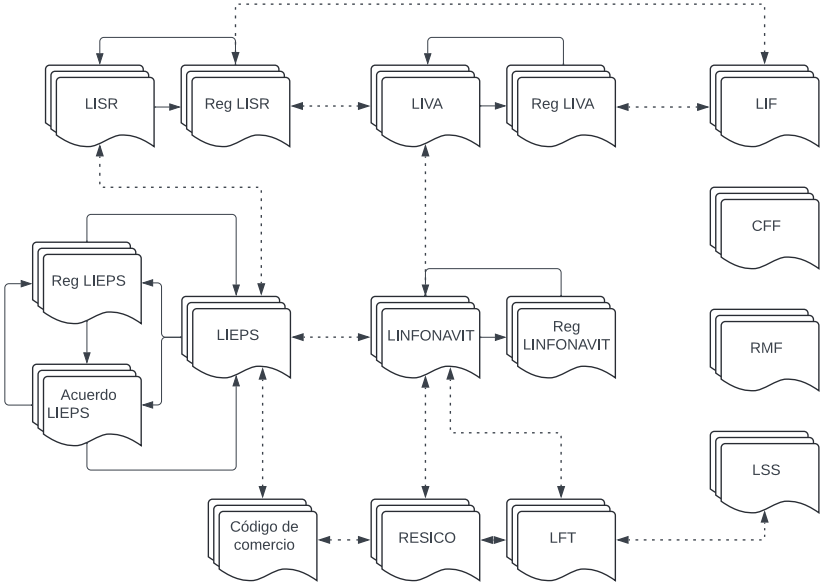 LISR
Reg LISR
LIVA
Reg LIVA
LIF
CFF
Reg LIEPS
LIEPS
LINFONAVIT
Reg
LINFONAVIT
RMF
Acuerdo
LIEPS
LSS
Código de
comercio
RESICO
LFT